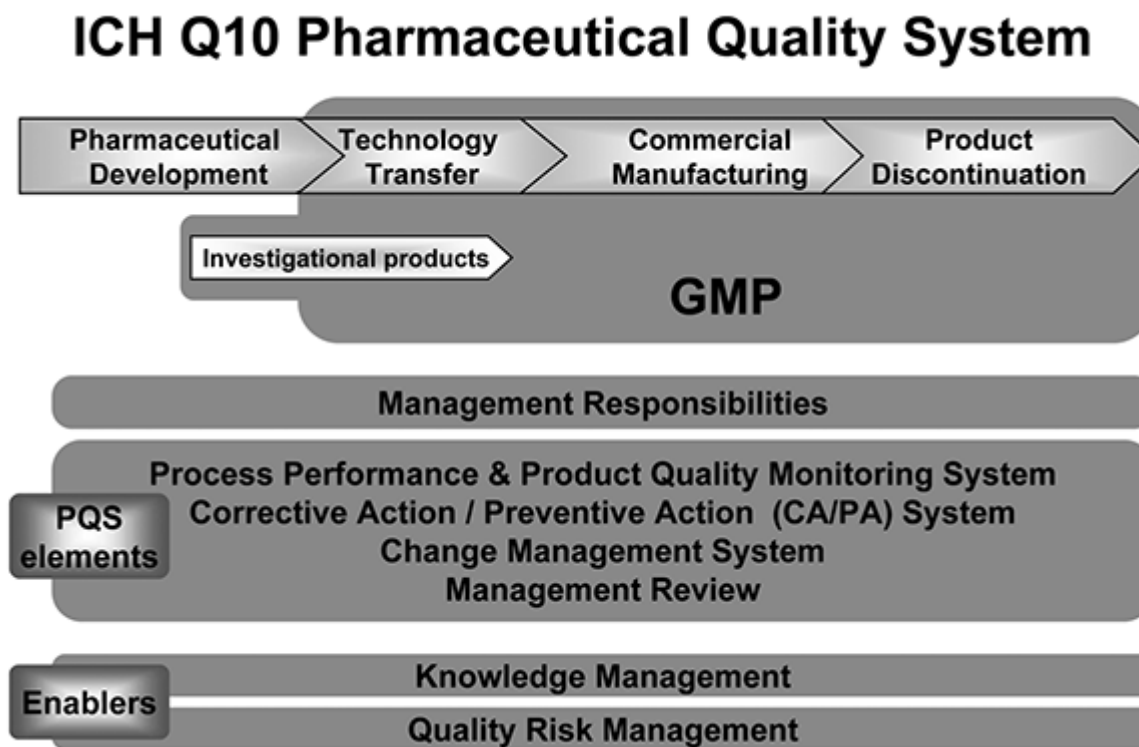 ICH Q10 Pharmaceutical Quality System
Pharmaceutical
Development
Technology
Transfer
Commercial
Manufacturing
Product
Discontinuation
Investigational products
GMP
Management Responsibilities
PQS
elements
Process Performance & Product Quality Monitoring System
Corrective Action / Preventive Action (CA/PA) System
Change Management System
Management Review
Enablers
Knowledge Management
Quality Risk Management